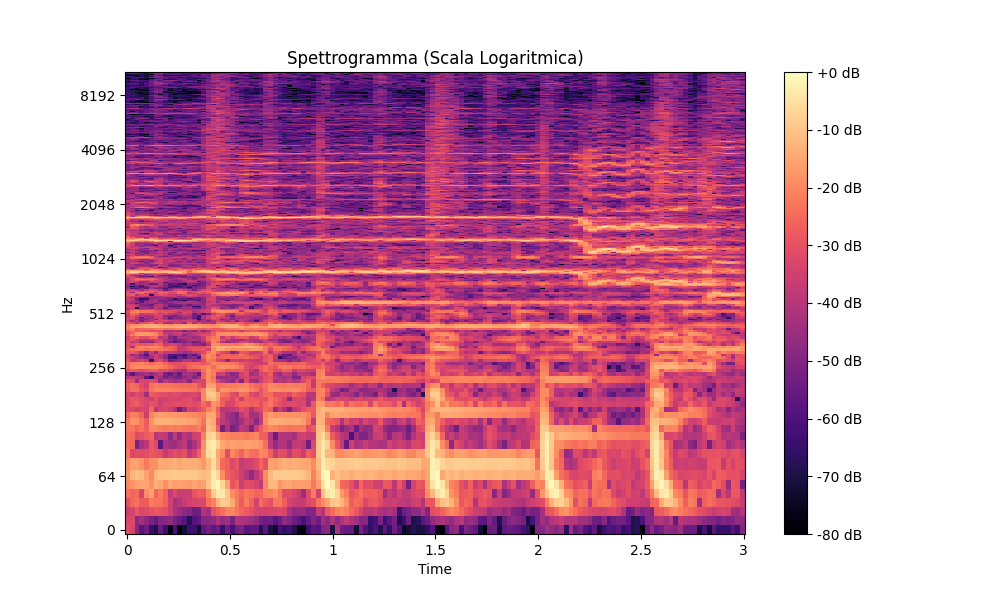 Spettrogramma (Scala Logaritmica)
Hz
8192
4096
2048
1024
512
256
128
64
0
0
0.5
1
1.5
2
2.5
3
Time
+0 dB
-10 dB
-20 dB
-30 dB
-40 dB
-50 dB
-60 dB
-70 dB
-80 dB